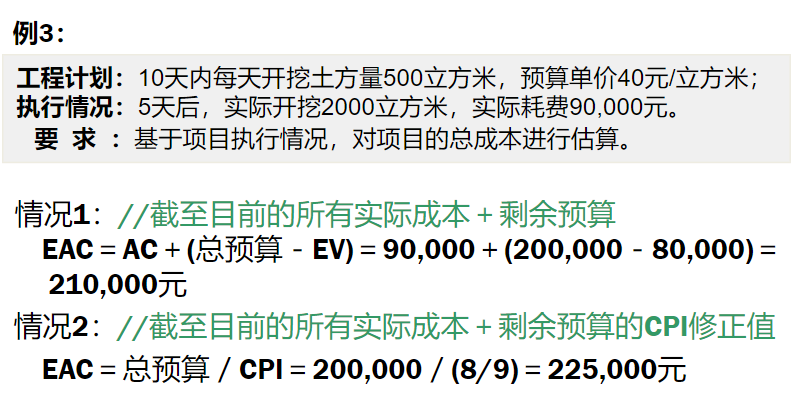 例3：
工程计划：10天内每天开挖土方量500立方米，预算单价40元/立方米；
执行情况：5天后，实际开挖2000立方米，实际耗费90,000元。
要 求 ：基于项目执行情况，对项目的总成本进行估算。
情况1：//截至目前的所有实际成本＋剩余预算
EAC＝AC＋(总预算－EV)＝90,000＋(200,000－80,000)＝
210,000元
情况2：//截至目前的所有实际成本＋剩余预算的CPI修正值
EAC＝总预算／CPI＝200,000／(8/9)＝225,000元